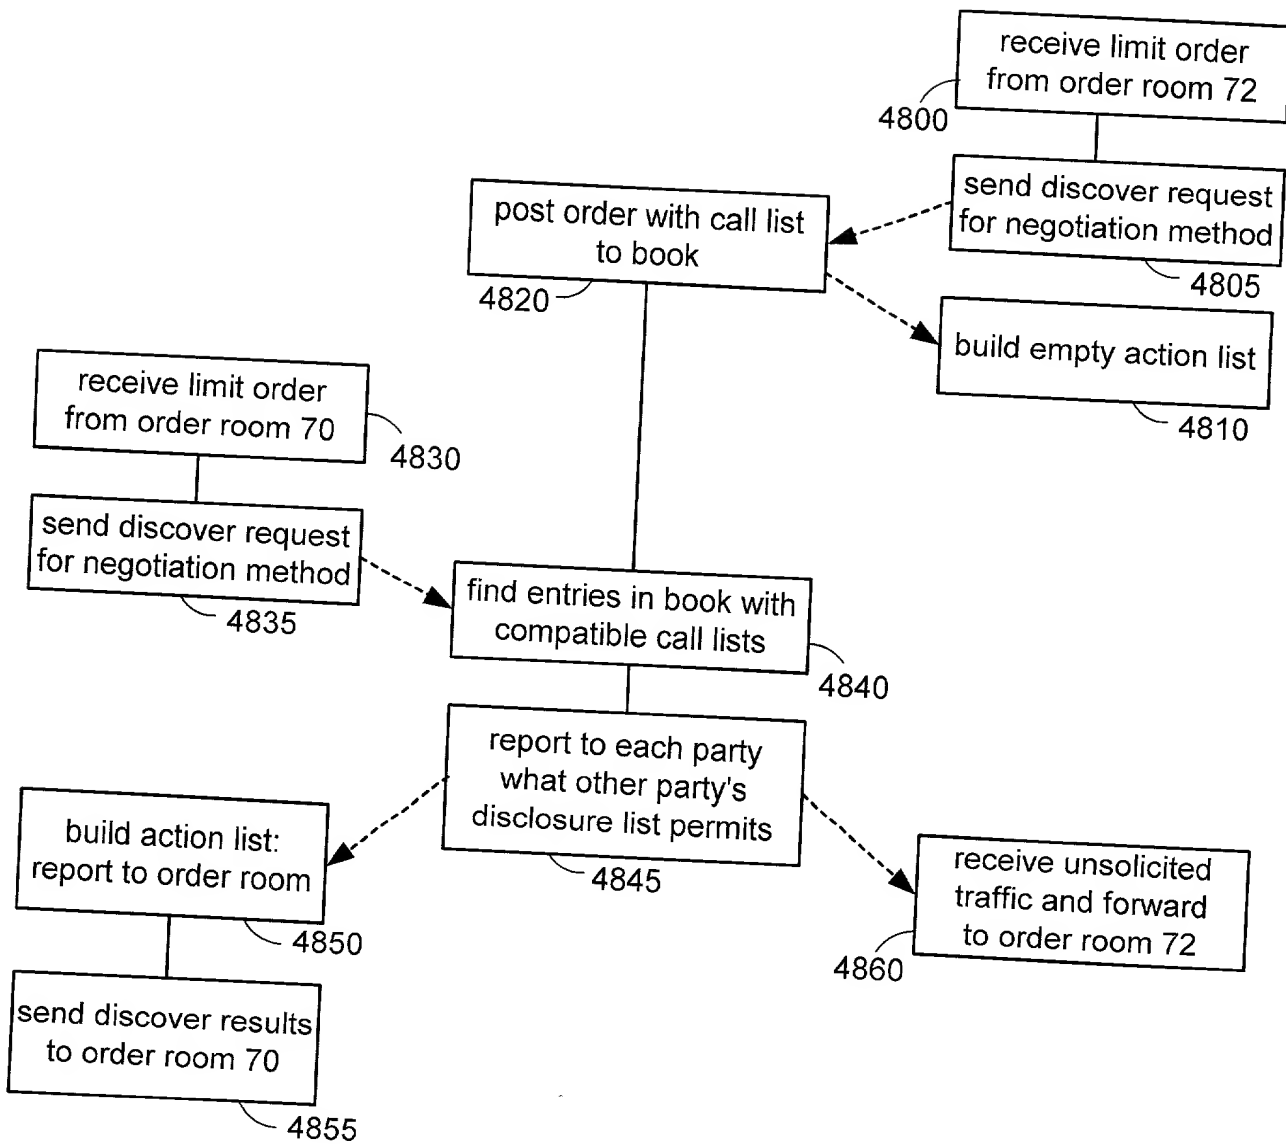 receive limit order
from order room 72
4800
send discover request
for negotiation method
4805
post order with call list
to book
4820
build empty action list
4810
receive limit order
from order room 70
4830
send discover request
for negotiation method
4835
find entries in book with
compatible call lists
4840
report to each party
what other party's
disclosure list permits
4845
build action list:
report to order room
4850
receive unsolicited
traffic and forward
to order room 72
4860
send discover results
to order room 70
4855